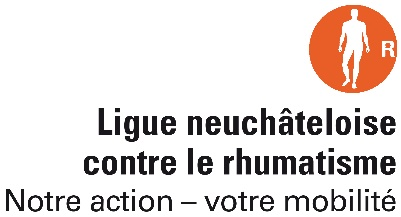 R
Ligue neuchâteloise
contre le rhumatisme
Notre action – votre mobilité